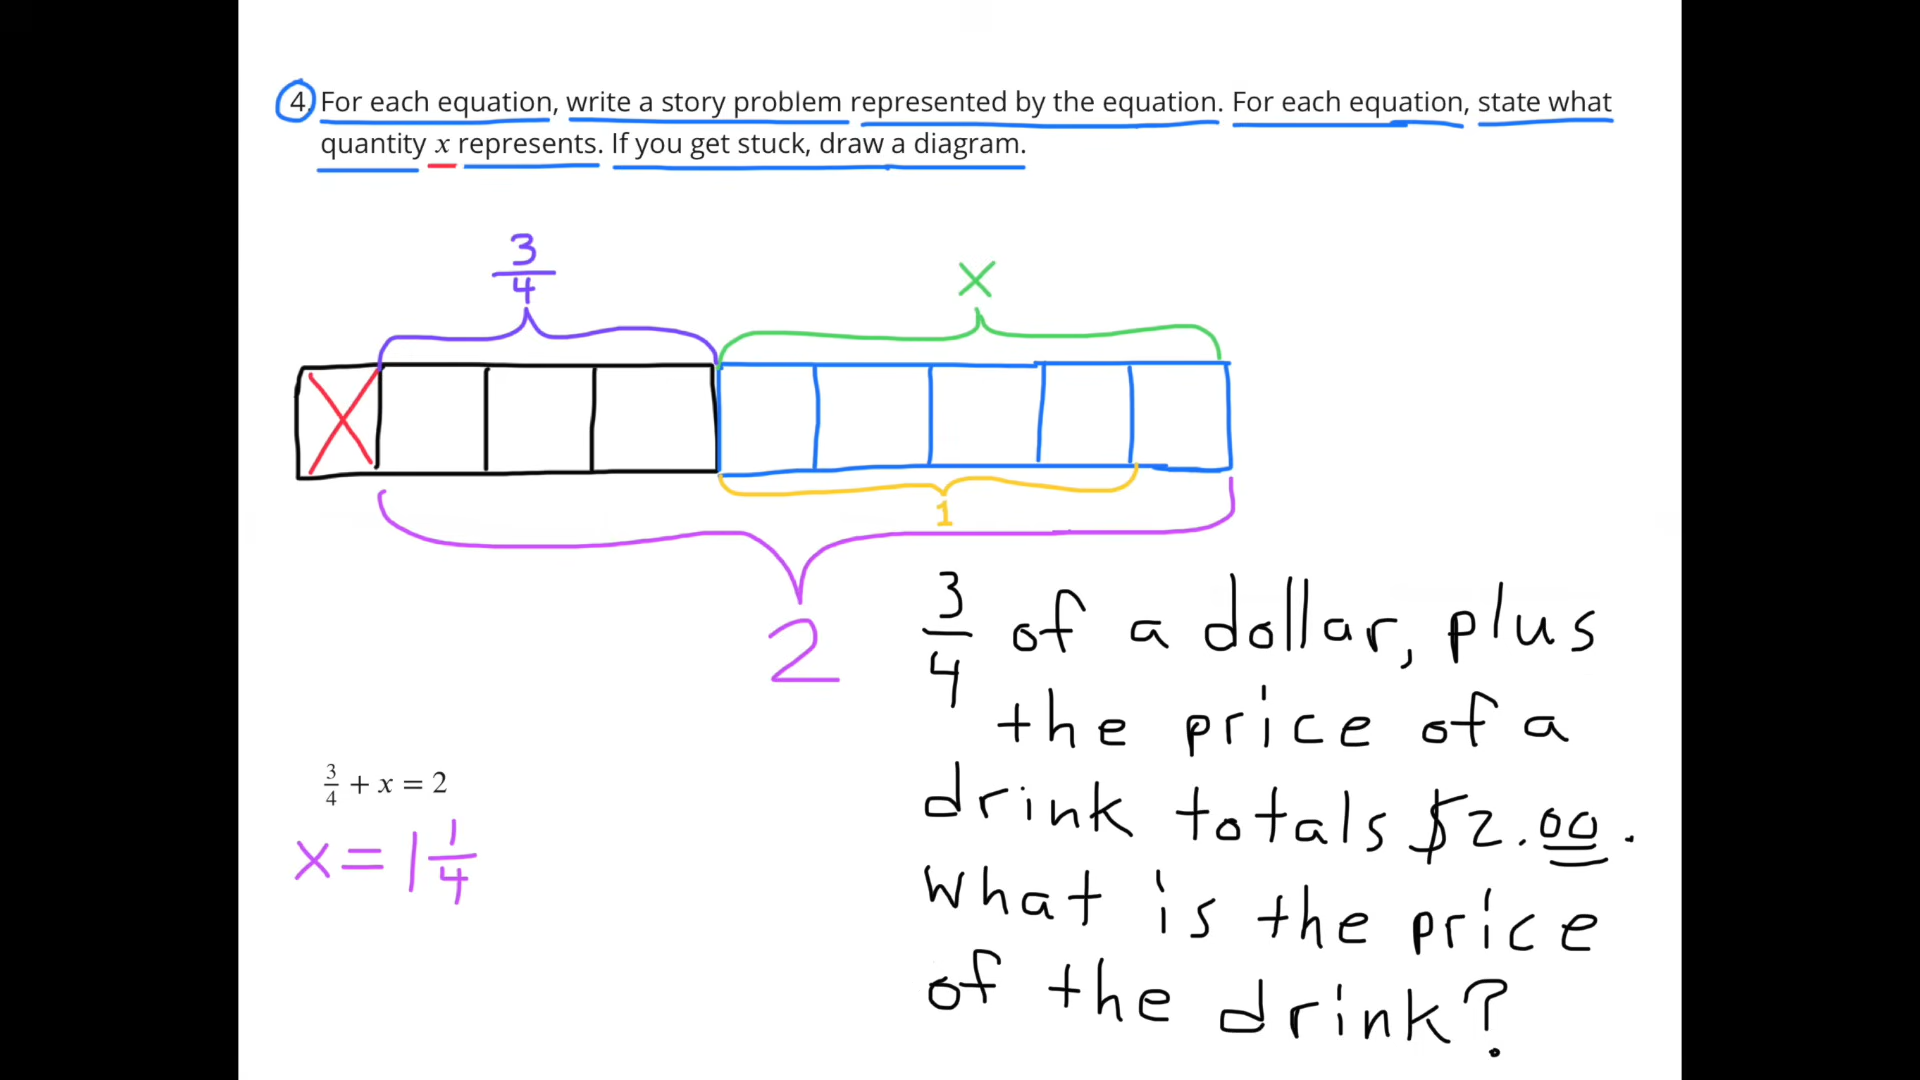 4. For each equation, write a story problem represented by the equation. For each equation, state what
quantity x represents. If you get stuck, draw a diagram.
3/4
x
1
2
3/4 of a dollar, plus
the price of a
drink totals $2.00.
What is the price
of the drink?
3/4 + x = 2
x = 1 1/4